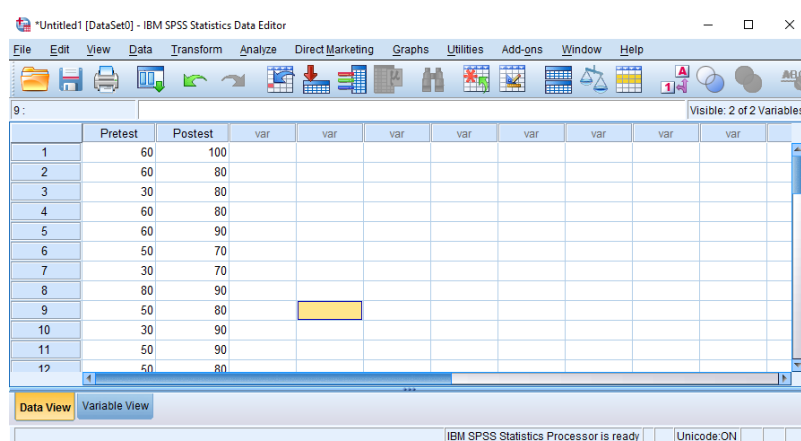 *Untitled1 [DataSet0] - IBM SPSS Statistics Data Editor
File Edit View Data Transform Analyze Direct Marketing Graphs Utilities Add-ons Window Help
9 : Visible: 2 of 2 Variables
Pretest Postest var var var var var var var var
1 60 100
2 60 80
3 30 80
4 60 80
5 60 90
6 50 70
7 30 70
8 80 90
9 50 80
10 30 90
11 50 90
12 50 80
Data View Variable View
IBM SPSS Statistics Processor is ready Unicode:ON